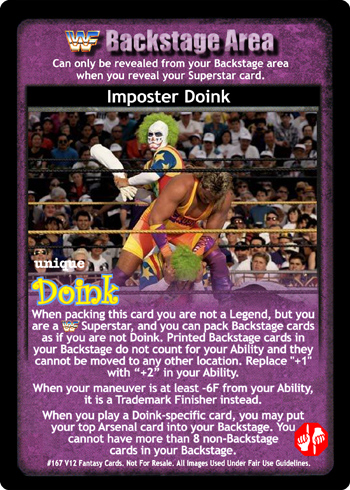 WF Backstage Area
Can only be revealed from your Backstage area
when you reveal your Superstar card.
Imposter Doink
unique
Doink
When packing this card you are not a Legend, but you
are a WF Superstar, and you can pack Backstage cards
as if you are not Doink. Printed Backstage cards in
your Backstage do not count for your Ability and they
cannot be moved to any other location. Replace "+1"
with “+2” in your Ability.
When your maneuver is at least -6F from your Ability,
it is a Trademark Finisher instead.
When you play a Doink-specific card, you may put
your top Arsenal card into your Backstage. You
cannot have more than 8 non-Backstage
cards in your Backstage.
#167 V12 Fantasy Cards. Not For Resale. All Images Used Under Fair Use Guidelines.